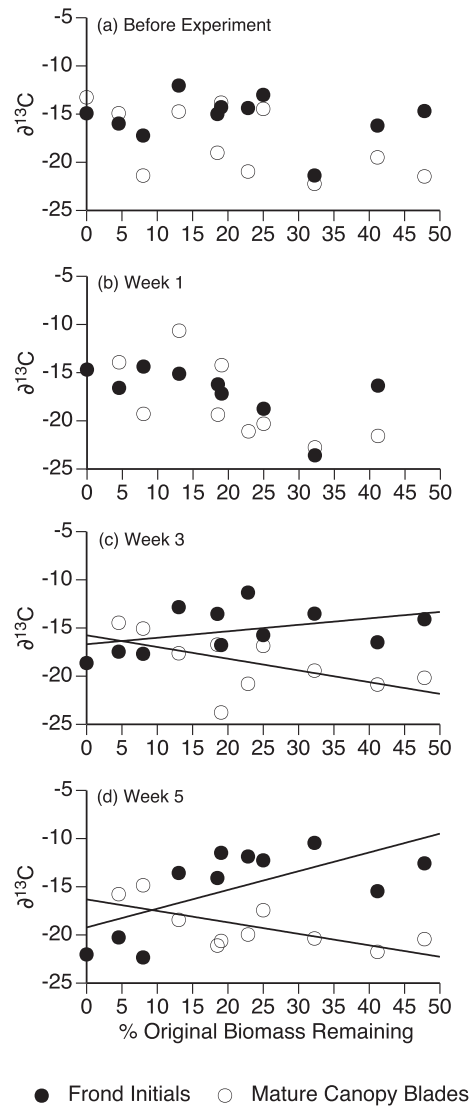 (a) Before Experiment
-5
-10
-15
-20
-25
∂13C
0 5 10 15 20 25 30 35 40 45 50
(b) Week 1
-5
-10
-15
-20
-25
∂13C
0 5 10 15 20 25 30 35 40 45 50
(c) Week 3
-5
-10
-15
-20
-25
∂13C
0 5 10 15 20 25 30 35 40 45 50
(d) Week 5
-5
-10
-15
-20
-25
∂13C
0 5 10 15 20 25 30 35 40 45 50
% Original Biomass Remaining
Frond Initials Mature Canopy Blades